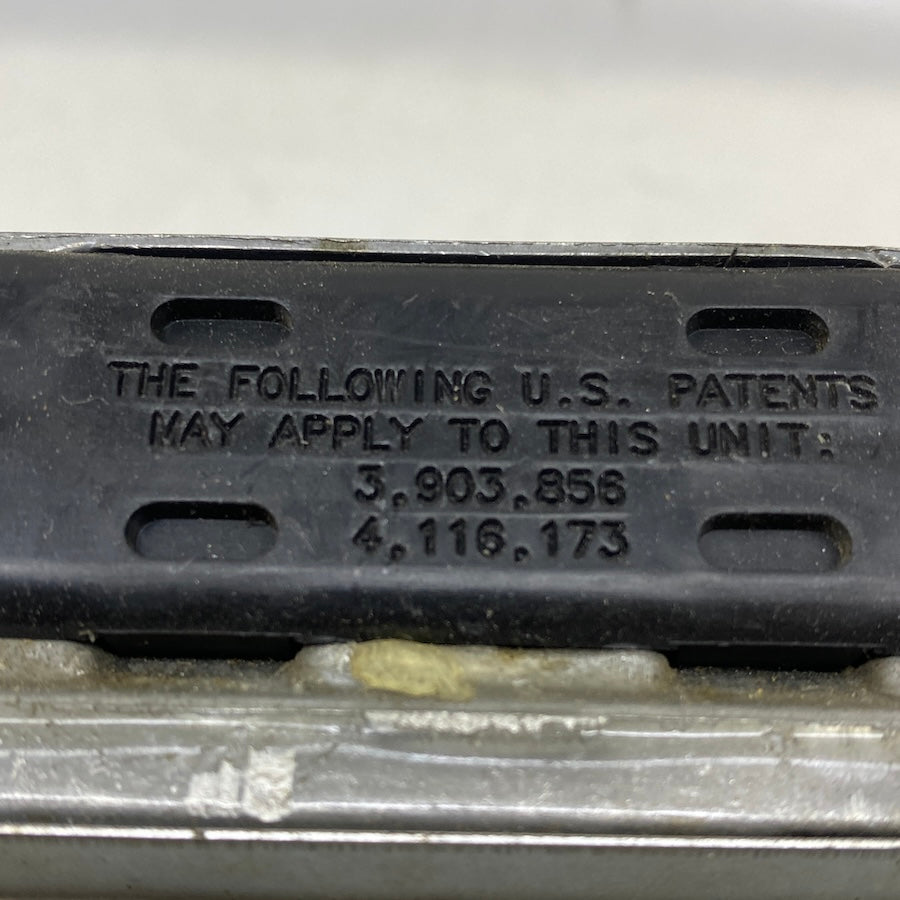 THE FOLLOWING U.S. PATENTS
MAY APPLY TO THIS UNIT:
3,903,856
4,116,173